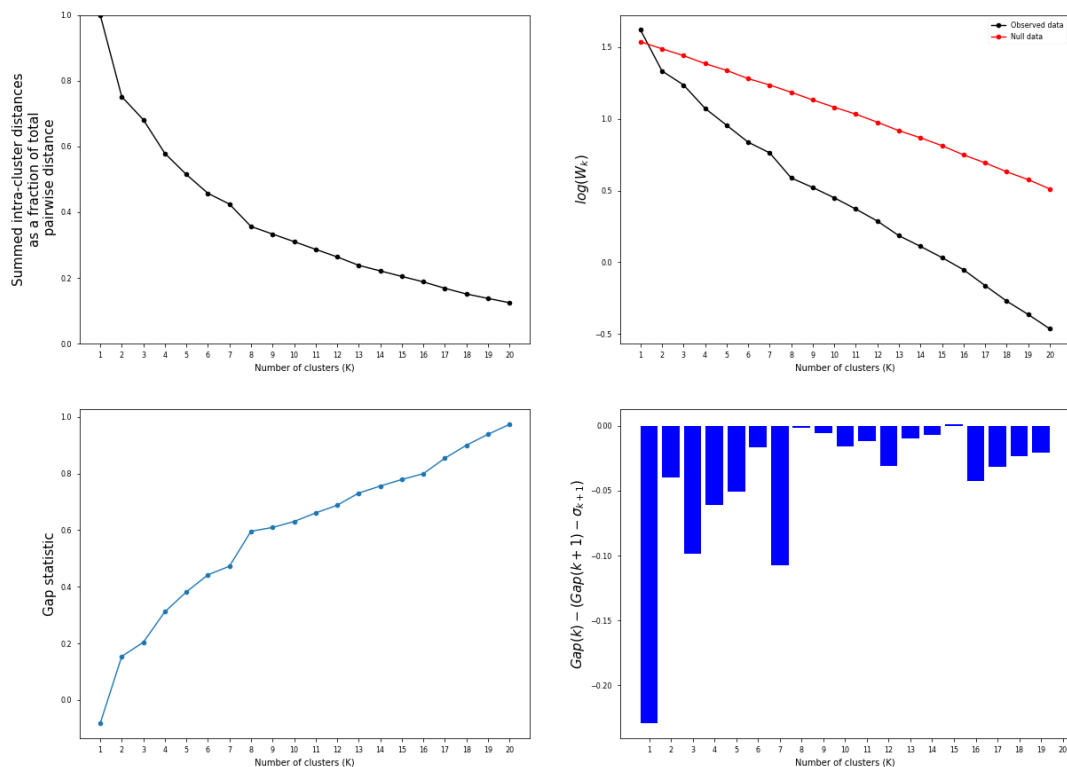 Summed intra-cluster distances
as a fraction of total
pairwise distance
1.0
0.8
0.6
0.4
0.2
0.0
1 2 3 4 5 6 7 8 9 10 11 12 13 14 15 16 17 18 19 20
Number of clusters (K)
log(W_k)
Observed data
Null data
1.5
1.0
0.5
0.0
−0.5
1 2 3 4 5 6 7 8 9 10 11 12 13 14 15 16 17 18 19 20
Number of clusters (K)
Gap statistic
1.0
0.8
0.6
0.4
0.2
0.0
1 2 3 4 5 6 7 8 9 10 11 12 13 14 15 16 17 18 19 20
Number of clusters (K)
Gap(k) − (Gap(k + 1) − σ_{k+1})
0.00
−0.05
−0.10
−0.15
−0.20
1 2 3 4 5 6 7 8 9 10 11 12 13 14 15 16 17 18 19 20
Number of clusters (K)